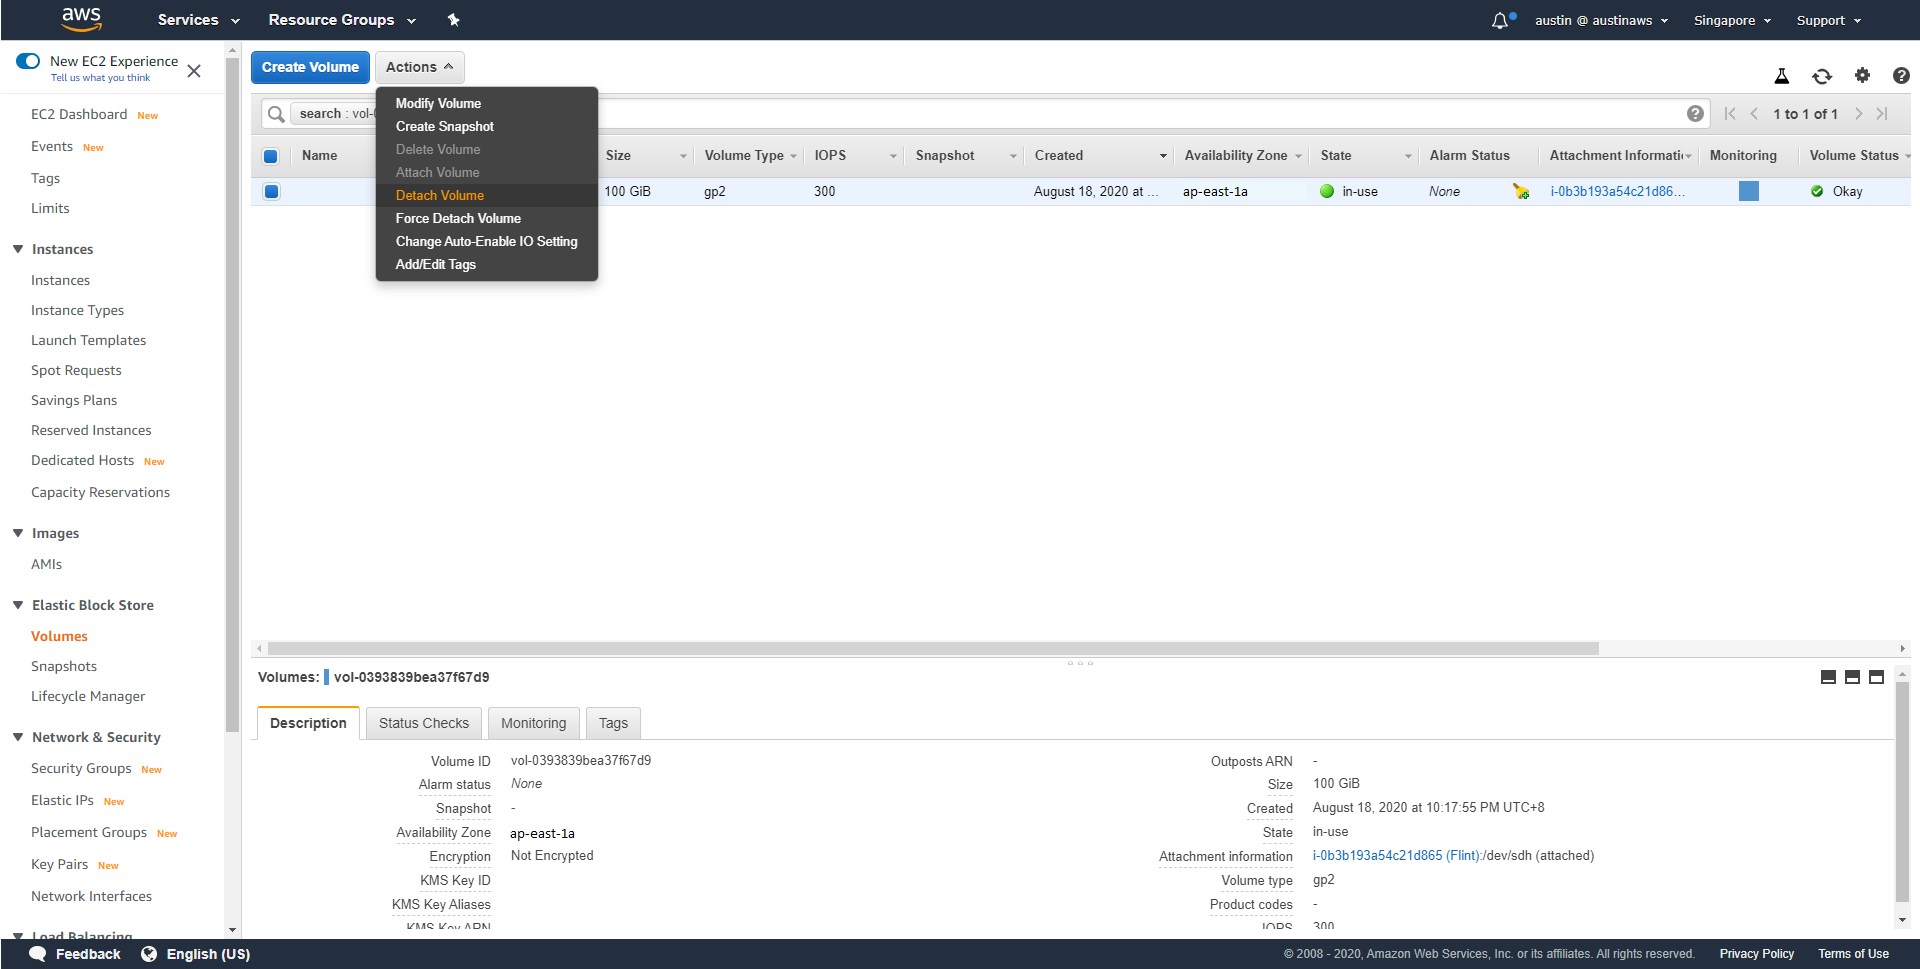 aws Services Resource Groups austin @ austinaws Singapore Support
New EC2 Experience
Tell us what you think
EC2 Dashboard New
Events New
Tags
Limits
Instances
Instances
Instance Types
Launch Templates
Spot Requests
Savings Plans
Reserved Instances
Dedicated Hosts New
Capacity Reservations
Images
AMIs
Elastic Block Store
Volumes
Snapshots
Lifecycle Manager
Network & Security
Security Groups New
Elastic IPs New
Placement Groups New
Key Pairs New
Network Interfaces
Load Balancing
Create Volume Actions
search : vol-0 1 to 1 of 1
Modify Volume
Create Snapshot
Delete Volume
Attach Volume
Detach Volume
Force Detach Volume
Change Auto-Enable IO Setting
Add/Edit Tags
Name Size Volume Type IOPS Snapshot Created Availability Zone State Alarm Status Attachment Informati Monitoring Volume Status
100 GiB gp2 300 August 18, 2020 at ... ap-east-1a in-use None i-0b3b193a54c21d86... Okay
Volumes: vol-0393839bea37f67d9
Description Status Checks Monitoring Tags
Volume ID vol-0393839bea37f67d9
Alarm status None
Snapshot -
Availability Zone ap-east-1a
Encryption Not Encrypted
KMS Key ID
KMS Key Aliases
KMS Key ARN
Outposts ARN -
Size 100 GiB
Created August 18, 2020 at 10:17:55 PM UTC+8
State in-use
Attachment information i-0b3b193a54c21d865 (Flint):/dev/sdh (attached)
Volume type gp2
Product codes -
IOPS 300
Feedback English (US) © 2008 - 2020, Amazon Web Services, Inc. or its affiliates. All rights reserved. Privacy Policy Terms of Use